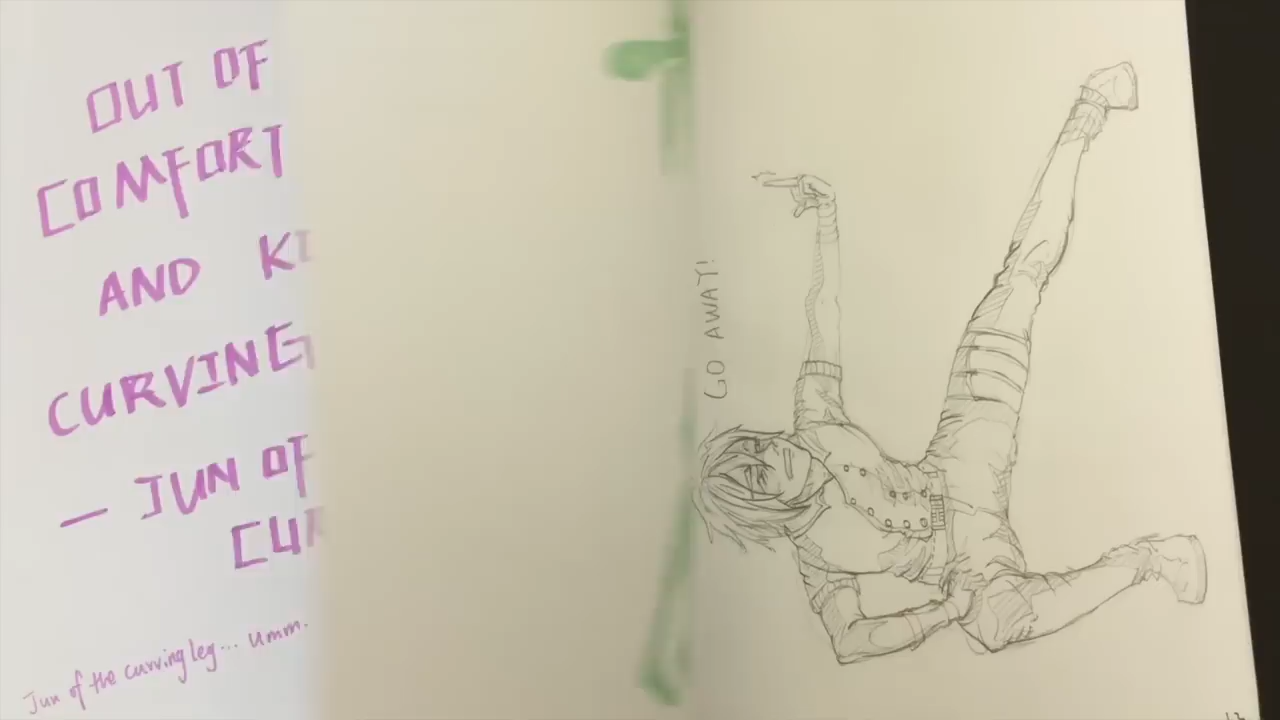 OUT OF
COMFORT
AND
CURVING
— JUN OF
Jun of the curving leg... umm.
GO AWAY!